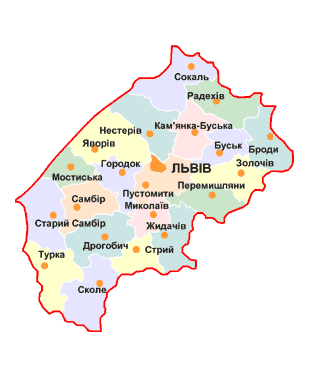 Сокаль
Радехів
Нестерів
Кам'янка-Буська
Яворів
Буськ
Броди
Городок
ЛЬВІВ
Золочів
Мостиська
Перемишляни
Пустомити
Самбір
Миколаїв
Старий Самбір
Жидачів
Дрогобич
Стрий
Турка
Сколе